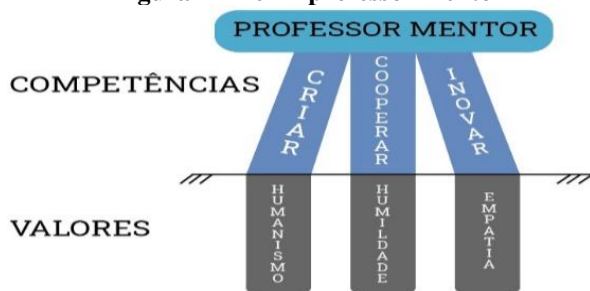 PROFESSOR MENTOR
COMPETÊNCIAS
CRIAR
COOPERAR
INOVAR
VALORES
HUMANISMO
HUMILDADE
EMPATIA